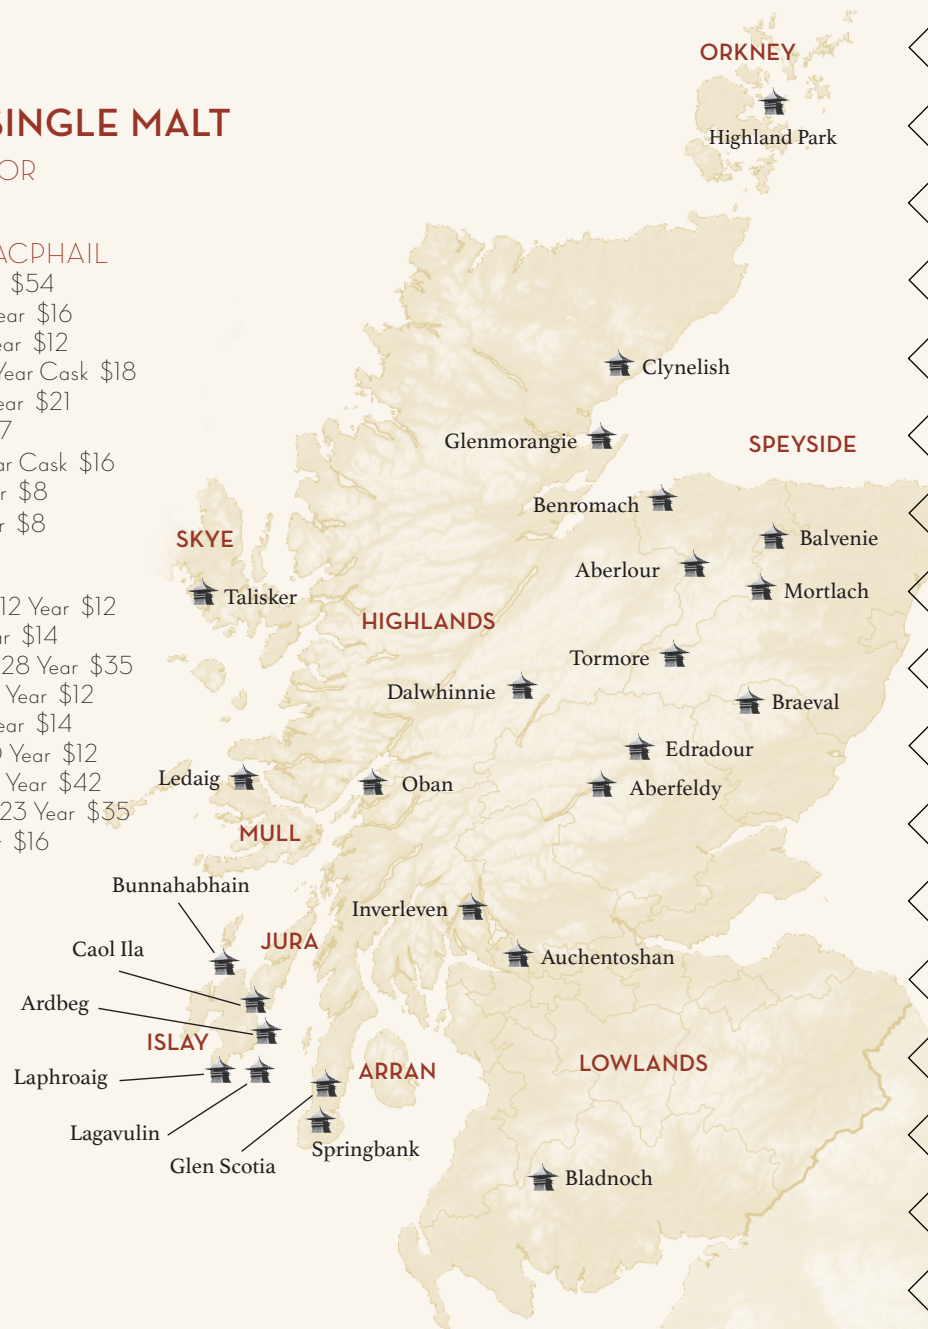 SINGLE MALT
OR
ACPHAIL
$54
ear $16
ear $12
Year Cask $18
ear $21
7
ar Cask $16
r $8
r $8
12 Year $12
ar $14
28 Year $35
Year $12
ear $14
0 Year $12
Year $42
23 Year $35
$16
ORKNEY
Highland Park
Clynelish
Glenmorangie
SPEYSIDE
Benromach
Balvenie
SKYE
Aberlour
Mortlach
Talisker
HIGHLANDS
Tormore
Dalwhinnie
Braeval
Edradour
Ledaig
Oban
Aberfeldy
MULL
Bunnahabhain
Inverleven
JURA
Caol Ila
Auchentoshan
Ardbeg
ISLAY
LOWLANDS
ARRAN
Laphroaig
Lagavulin
Springbank
Glen Scotia
Bladnoch